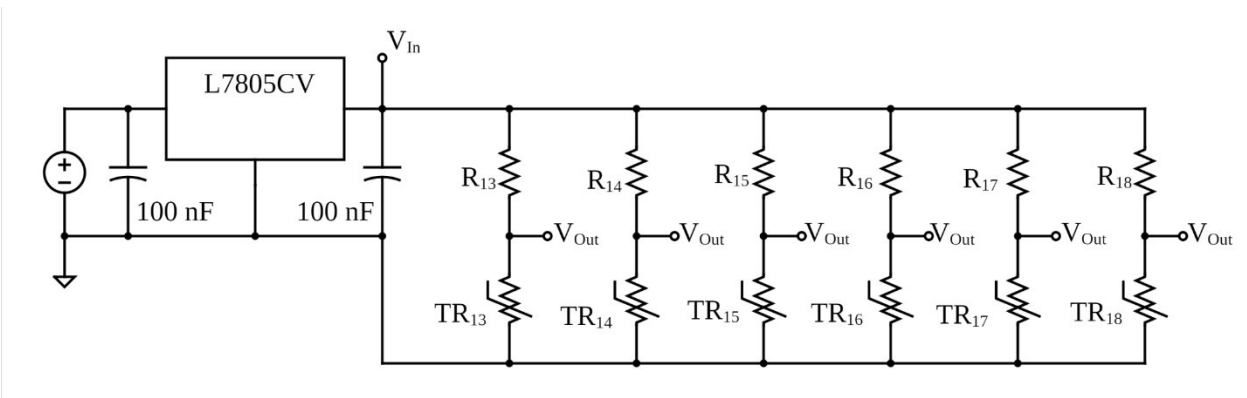 V_In
L7805CV
+
−
100 nF
100 nF
R_13
R_14
R_15
R_16
R_17
R_18
V_Out
V_Out
V_Out
V_Out
V_Out
V_Out
TR_13
TR_14
TR_15
TR_16
TR_17
TR_18